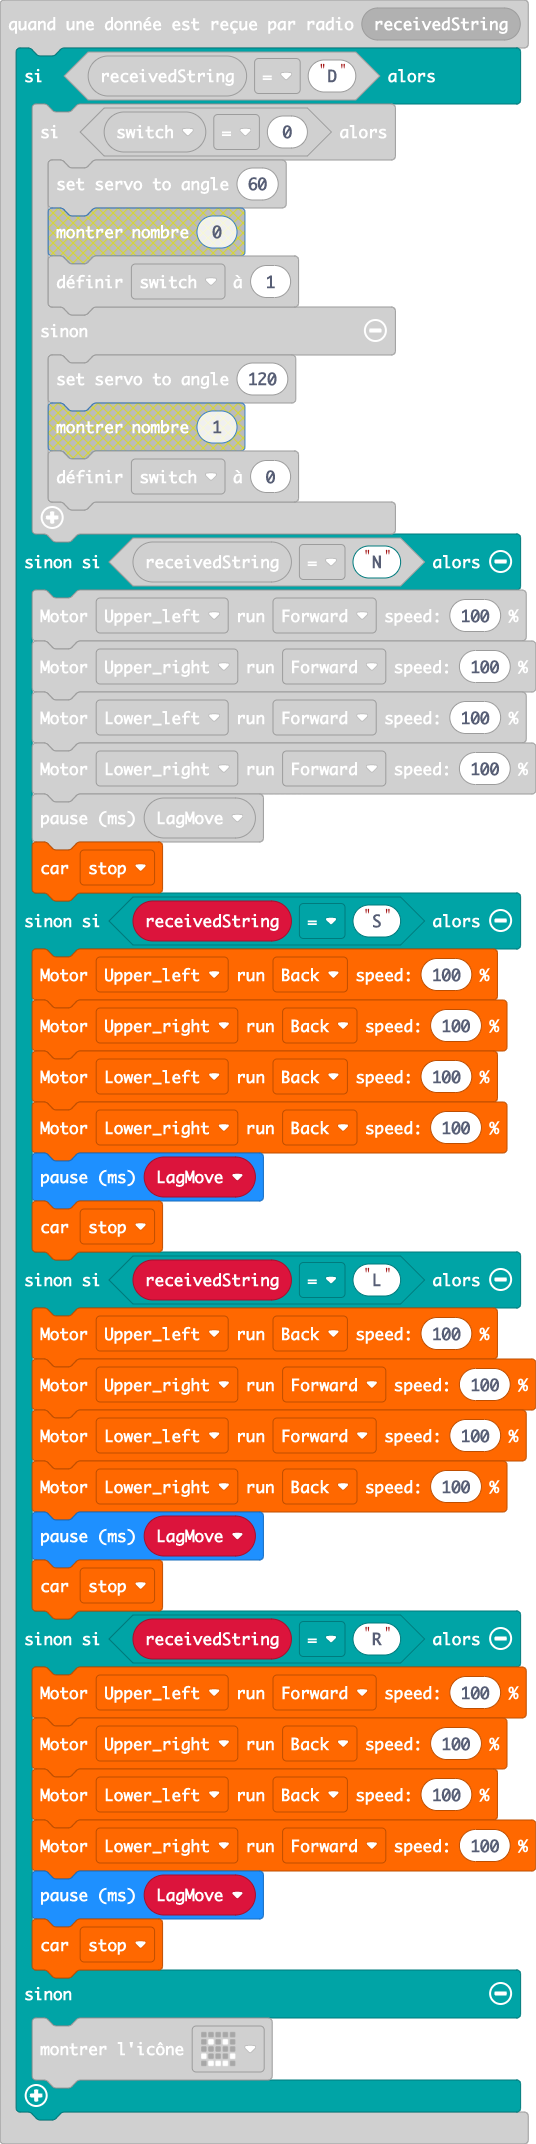 quand une donnée est reçue par radio receivedString
si receivedString = "D" alors
si switch = 0 alors
set servo to angle 60
montrer nombre 0
définir switch à 1
sinon
set servo to angle 120
montrer nombre 1
définir switch à 0
sinon si receivedString = "N" alors
Motor Upper_left run Forward speed: 100 %
Motor Upper_right run Forward speed: 100 %
Motor Lower_left run Forward speed: 100 %
Motor Lower_right run Forward speed: 100 %
pause (ms) LagMove
car stop
sinon si receivedString = "S" alors
Motor Upper_left run Back speed: 100 %
Motor Upper_right run Back speed: 100 %
Motor Lower_left run Back speed: 100 %
Motor Lower_right run Back speed: 100 %
pause (ms) LagMove
car stop
sinon si receivedString = "L" alors
Motor Upper_left run Back speed: 100 %
Motor Upper_right run Forward speed: 100 %
Motor Lower_left run Forward speed: 100 %
Motor Lower_right run Back speed: 100 %
pause (ms) LagMove
car stop
sinon si receivedString = "R" alors
Motor Upper_left run Forward speed: 100 %
Motor Upper_right run Back speed: 100 %
Motor Lower_left run Back speed: 100 %
Motor Lower_right run Forward speed: 100 %
pause (ms) LagMove
car stop
sinon
montrer l'icône